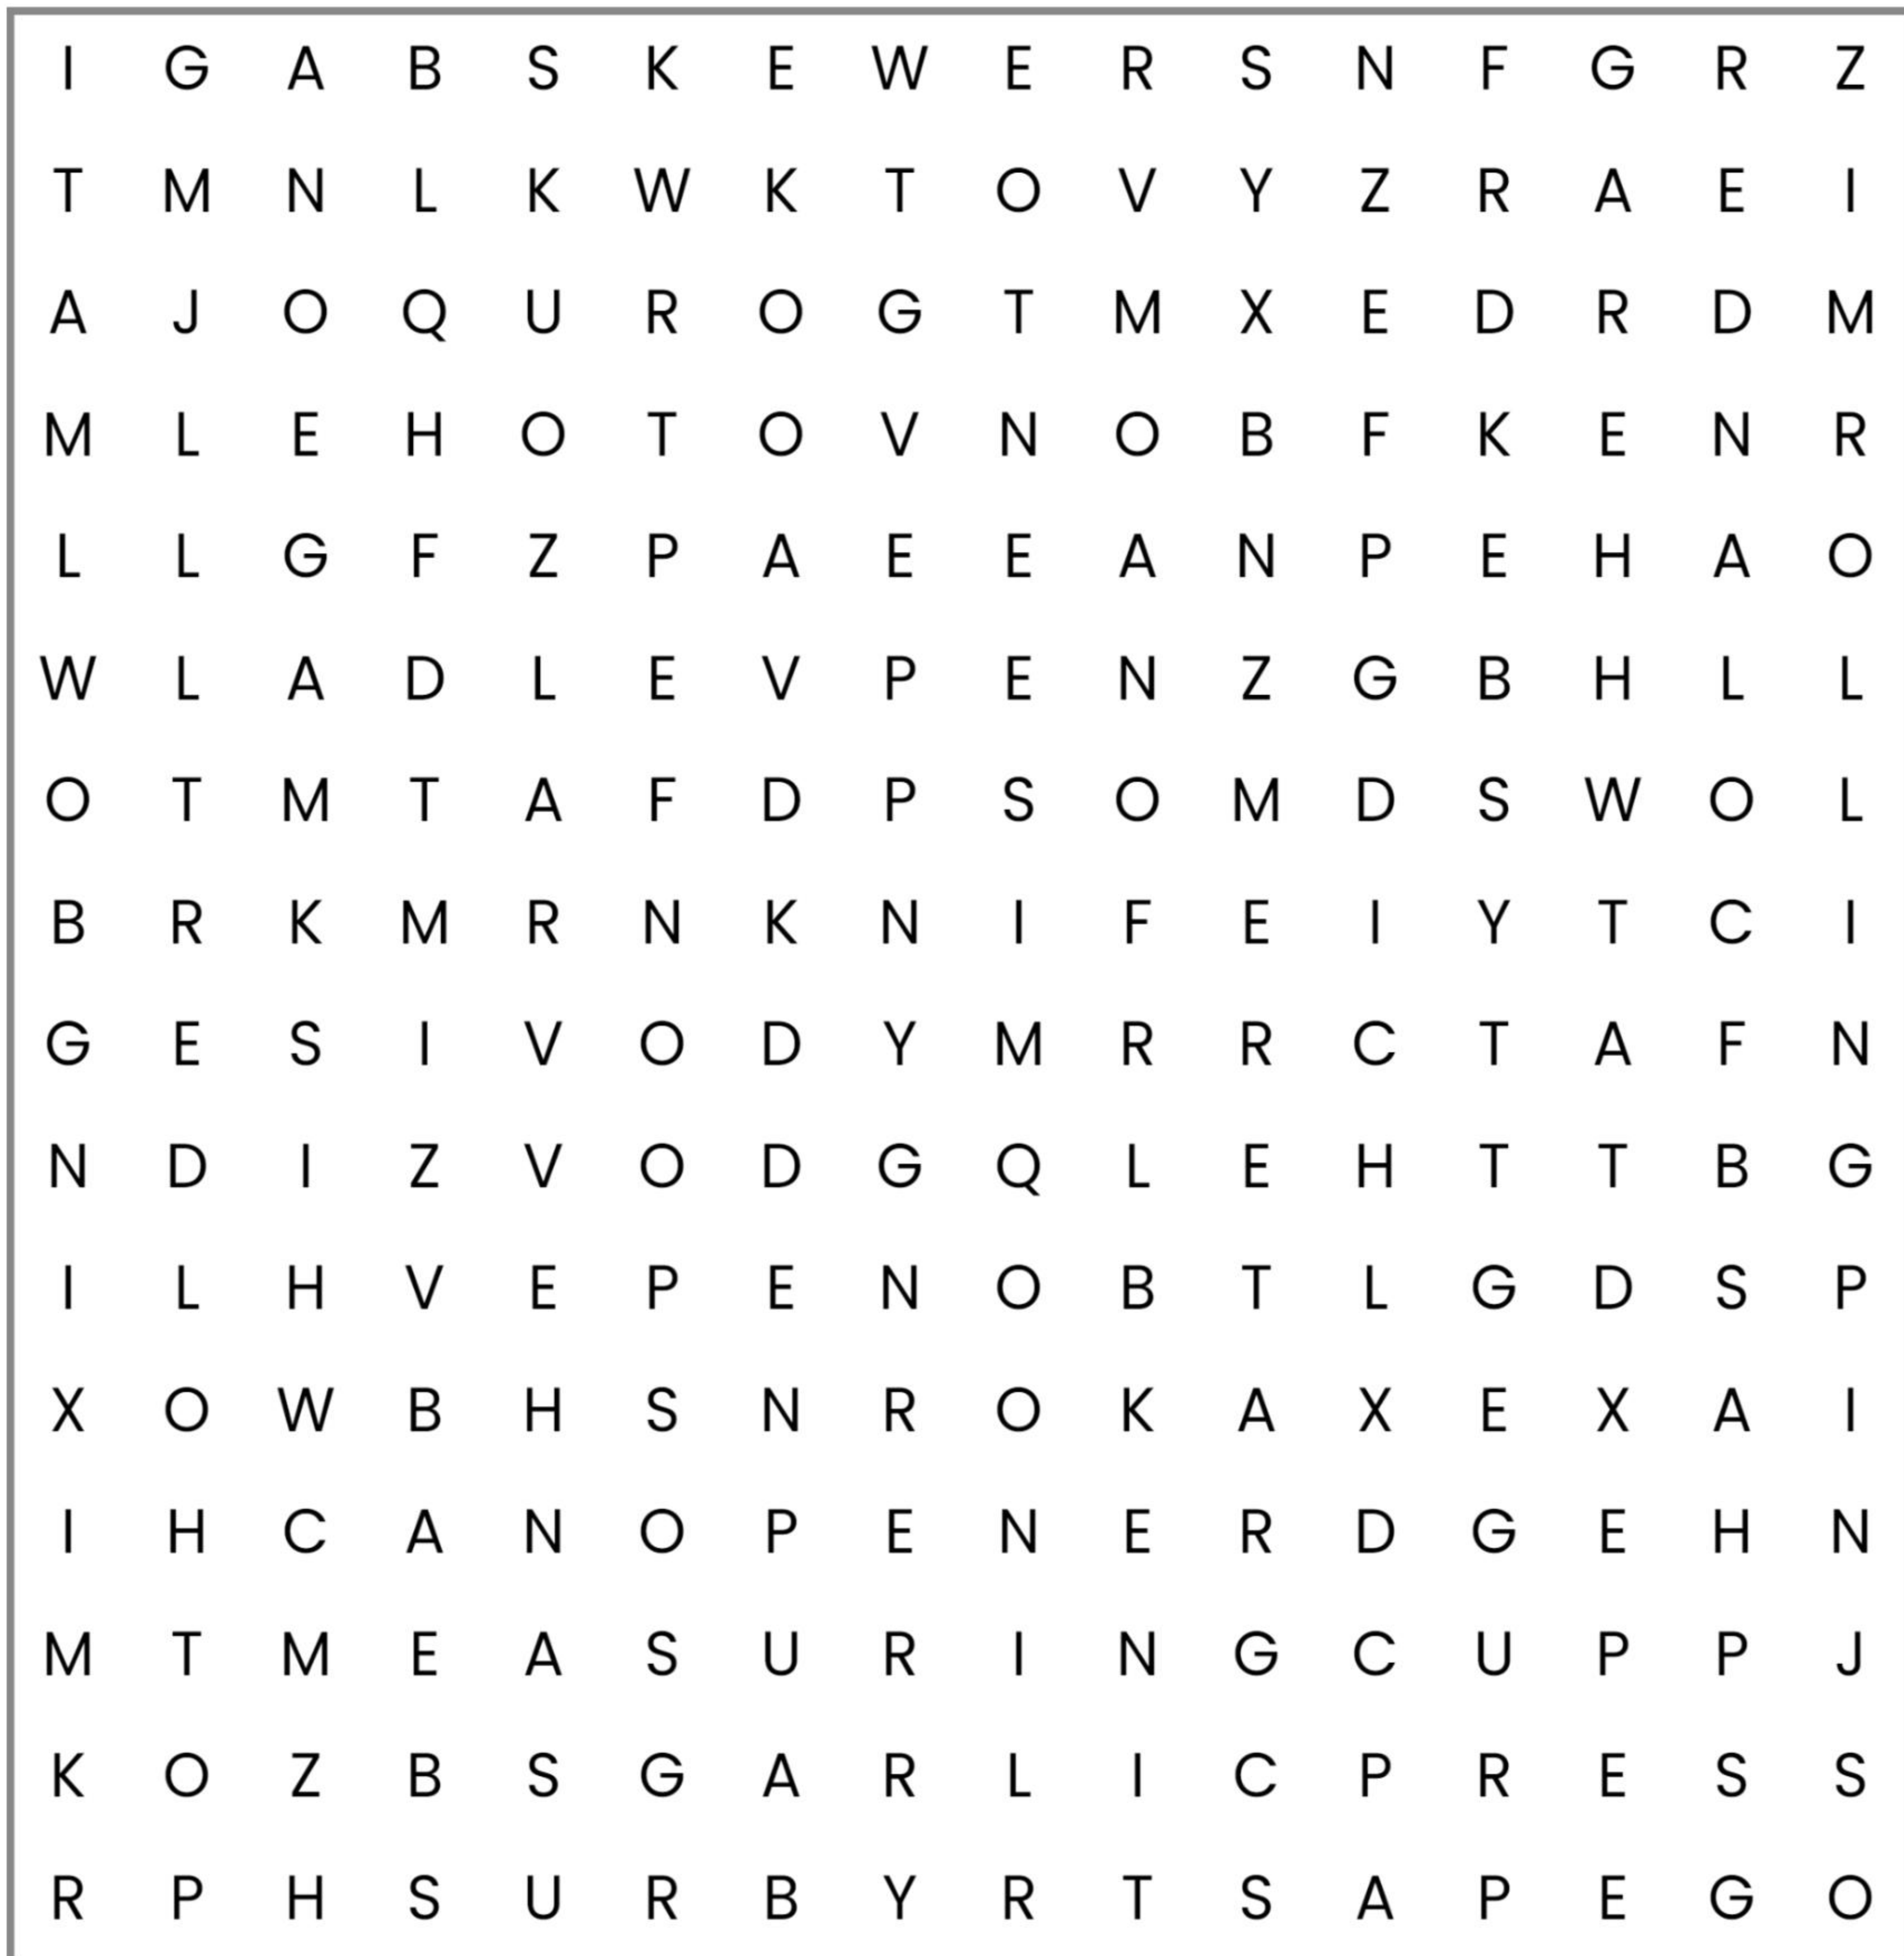 I G A B S K E W E R S N F G R Z
T M N L K W K T O V Y Z R A E I
A J O Q U R O G T M X E D R D M
M L E H O T O V N O B F K E N R
L L G F Z P A E E A N P E H A O
W L A D L E V P E N Z G B H L L
O T M T A F D P S O M D S W O L
B R K M R N K N I F E I Y T C I
G E S I V O D Y M R R C T A F N
N D I Z V O D G Q L E H T T B G
I L H V E P E N O B T L G D S P
X O W B H S N R O K A X E X A I
I H C A N O P E N E R D G E H N
M T M E A S U R I N G C U P P J
K O Z B S G A R L I C P R E S S
R P H S U R B Y R T S A P E G O